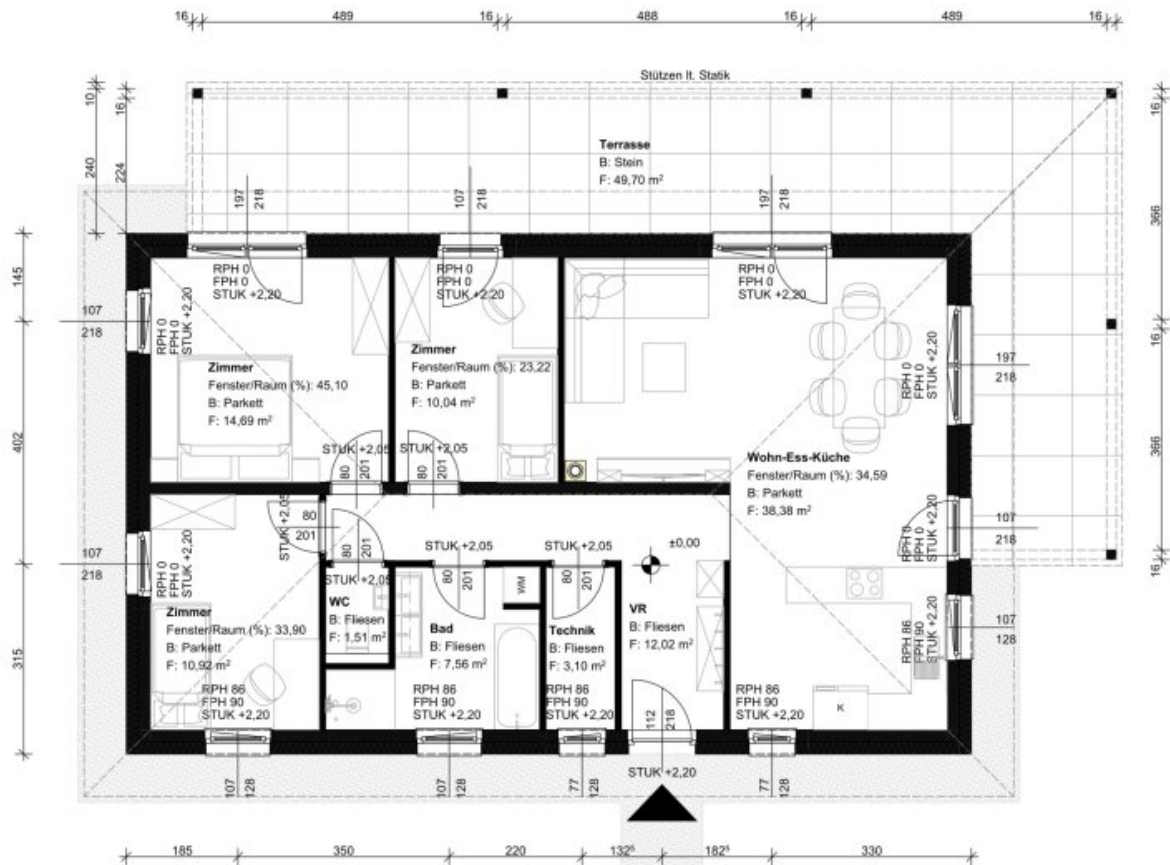 16
489
16
488
16
489
16
Stützen lt. Statik
10
16
240
224
16
366
16
366
16
Terrasse
B: Stein
F: 49,70 m²
197
218
107
218
197
218
145
402
315
107
218
RPH 0
FPH 0
STUK +2,20
RPH 0
FPH 0
STUK +2,20
RPH 0
FPH 0
STUK +2,20
RPH 0
FPH 0
STUK +2,20
Zimmer
Fenster/Raum (%): 45,10
B: Parkett
F: 14,69 m²
Zimmer
Fenster/Raum (%): 23,22
B: Parkett
F: 10,04 m²
RPH 0
FPH 0
STUK +2,20
197
218
STUK +2,05
80
201
STUK +2,05
80
201
Wohn-Ess-Küche
Fenster/Raum (%): 34,59
B: Parkett
F: 38,38 m²
107
218
RPH 0
FPH 0
STUK +2,20
STUK +2,05
80
201
80
201
STUK +2,05
STUK +2,05
80
201
STUK +2,05
80
201
±0,00
RPH 0
FPH 0
STUK +2,20
107
218
WM
WC
B: Fliesen
F: 1,51 m²
Zimmer
Fenster/Raum (%): 33,90
B: Parkett
F: 10,92 m²
Bad
B: Fliesen
F: 7,56 m²
Technik
B: Fliesen
F: 3,10 m²
VR
B: Fliesen
F: 12,02 m²
RPH 86
FPH 90
STUK +2,20
107
128
RPH 86
FPH 90
STUK +2,20
RPH 86
FPH 90
STUK +2,20
RPH 86
FPH 90
STUK +2,20
112
218
RPH 86
FPH 90
STUK +2,20
K
107
128
107
128
77
128
STUK +2,20
77
128
185
350
220
132⁵
182⁵
330